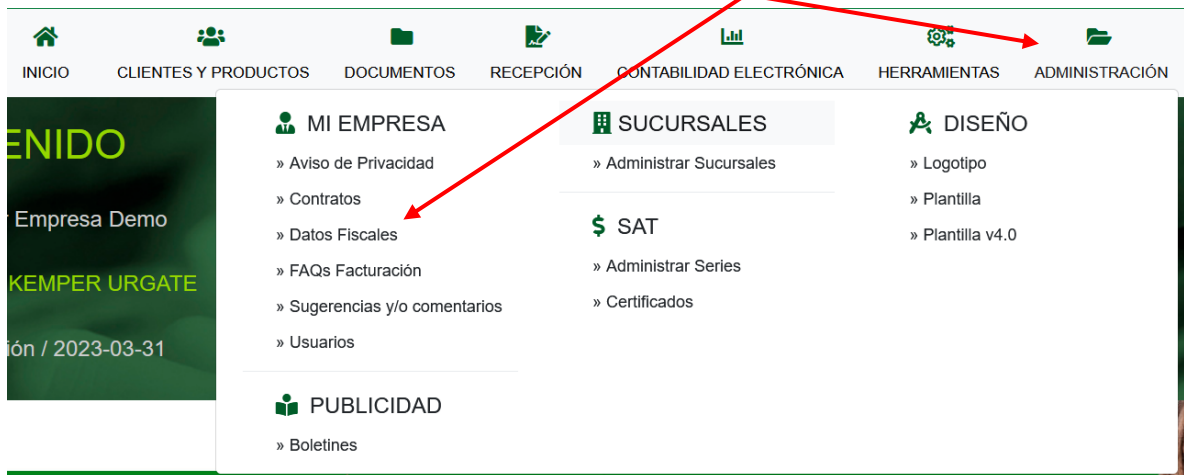 INICIO
CLIENTES Y PRODUCTOS
DOCUMENTOS
RECEPCIÓN
CONTABILIDAD ELECTRÓNICA
HERRAMIENTAS
ADMINISTRACIÓN
ENIDO
Empresa Demo
KEMPER URGATE
ión / 2023-03-31
MI EMPRESA
» Aviso de Privacidad
» Contratos
» Datos Fiscales
» FAQs Facturación
» Sugerencias y/o comentarios
» Usuarios
PUBLICIDAD
» Boletines
SUCURSALES
» Administrar Sucursales
SAT
» Administrar Series
» Certificados
DISEÑO
» Logotipo
» Plantilla
» Plantilla v4.0